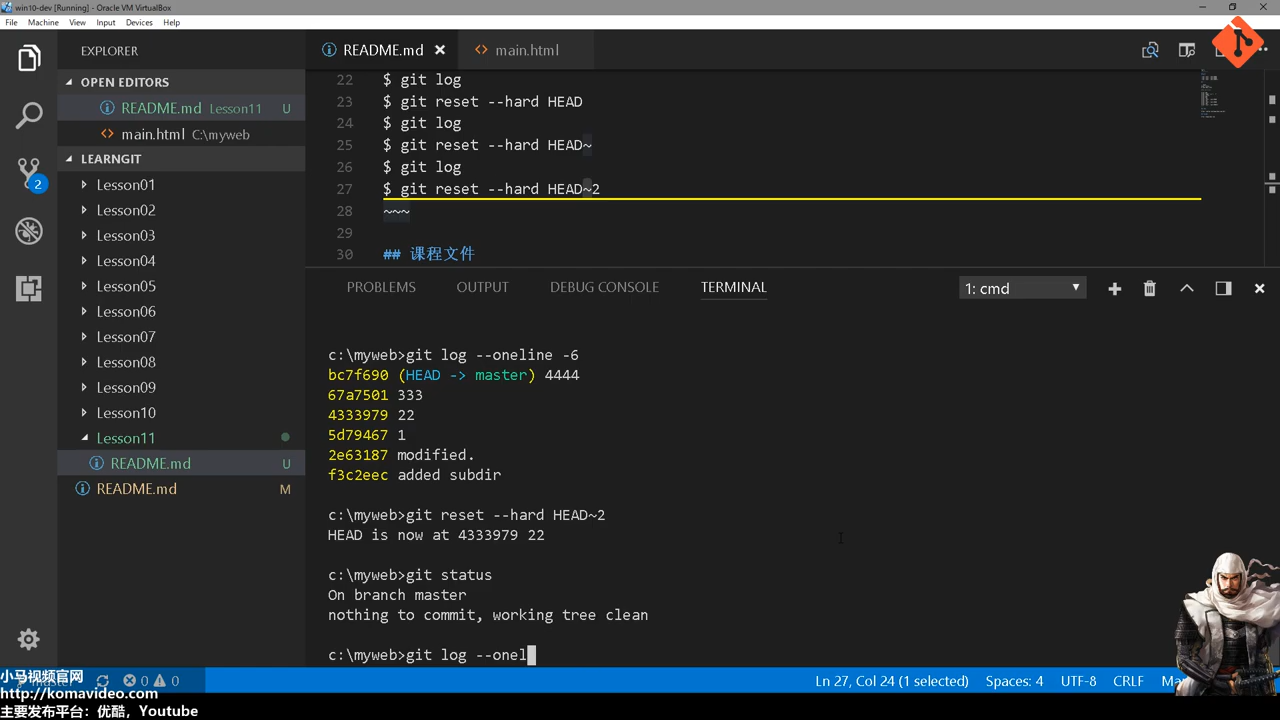 win10-dev [Running] - Oracle VM VirtualBox
File Machine View Input Devices Help
EXPLORER
OPEN EDITORS
README.md Lesson11 U
main.html C:\myweb
LEARNGIT
Lesson01
Lesson02
Lesson03
Lesson04
Lesson05
Lesson06
Lesson07
Lesson08
Lesson09
Lesson10
Lesson11
README.md U
README.md M
2
README.md
main.html
22 $ git log
23 $ git reset --hard HEAD
24 $ git log
25 $ git reset --hard HEAD~
26 $ git log
27 $ git reset --hard HEAD~2
28 ~~~
29
30 ## 课程文件
PROBLEMS OUTPUT DEBUG CONSOLE TERMINAL 1: cmd
c:\myweb>git log --oneline -6
bc7f690 (HEAD -> master) 4444
67a7501 333
4333979 22
5d79467 1
2e63187 modified.
f3c2eec added subdir
c:\myweb>git reset --hard HEAD~2
HEAD is now at 4333979 22
c:\myweb>git status
On branch master
nothing to commit, working tree clean
c:\myweb>git log --onel
小马视频官网
http://komavideo.com
主要发布平台：优酷，Youtube
0 0
Ln 27, Col 24 (1 selected) Spaces: 4 UTF-8 CRLF